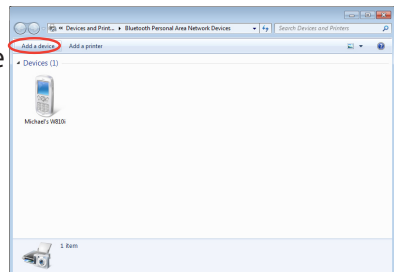 « Devices and Print... ▸ Bluetooth Personal Area Network Devices
Search Devices and Printers
Add a device
Add a printer
e
Devices (1)
Michael's W810i
1 item